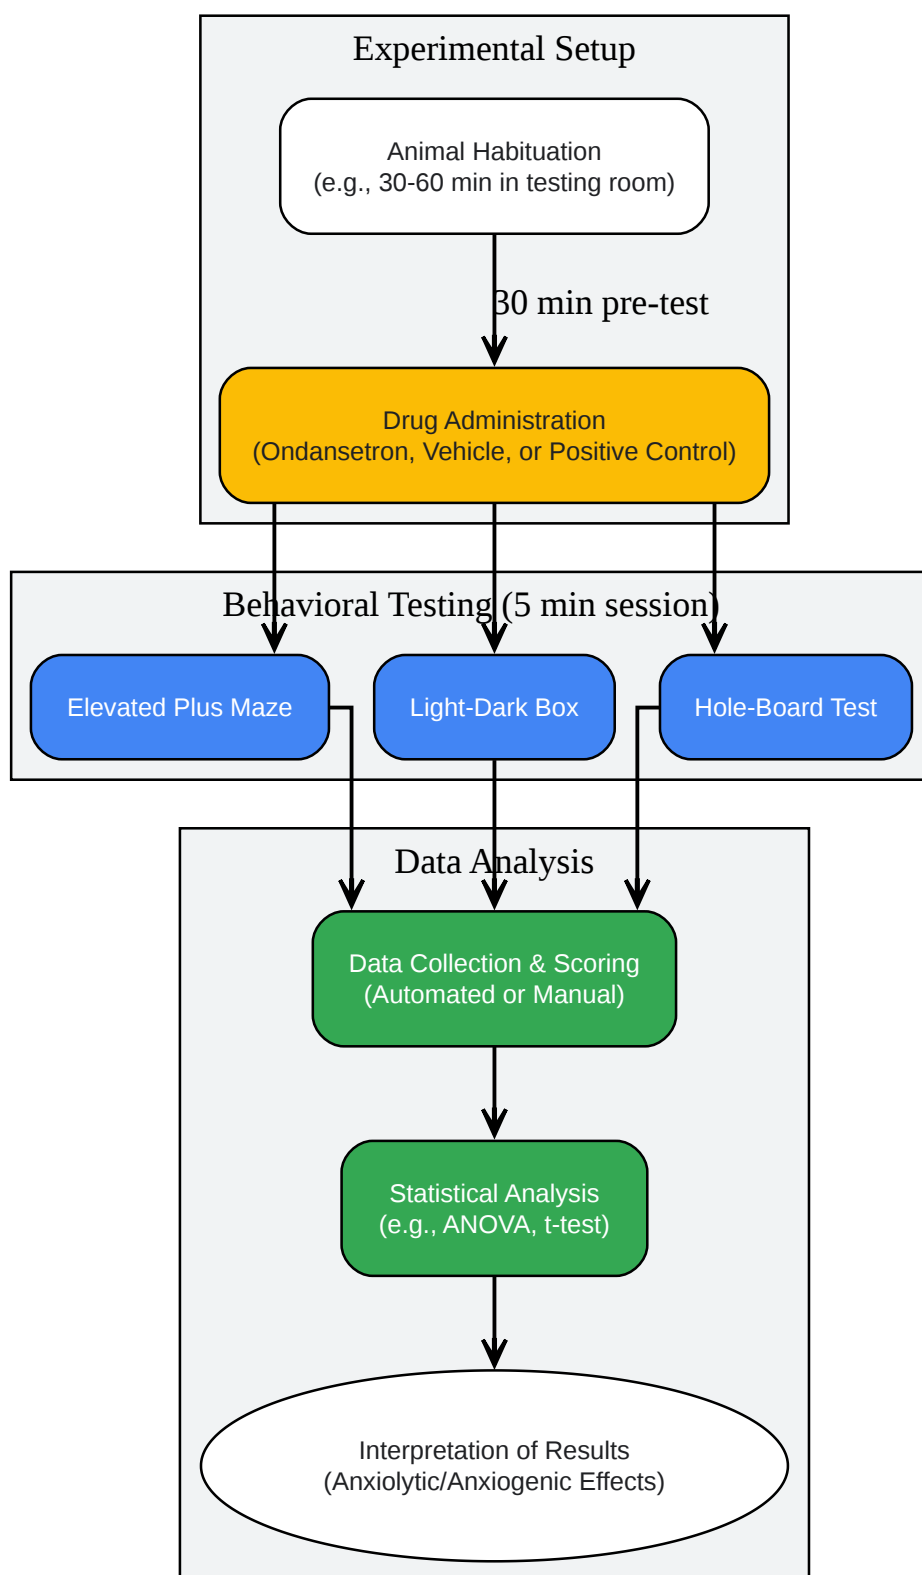 Experimental Setup
Animal Habituation
(e.g., 30-60 min in testing room)
30 min pre-test
Drug Administration
(Ondansetron, Vehicle, or Positive Control)
Behavioral Testing (5 min session)
Elevated Plus Maze
Light-Dark Box
Hole-Board Test
Data Analysis
Data Collection & Scoring
(Automated or Manual)
Statistical Analysis
(e.g., ANOVA, t-test)
Interpretation of Results
(Anxiolytic/Anxiogenic Effects)